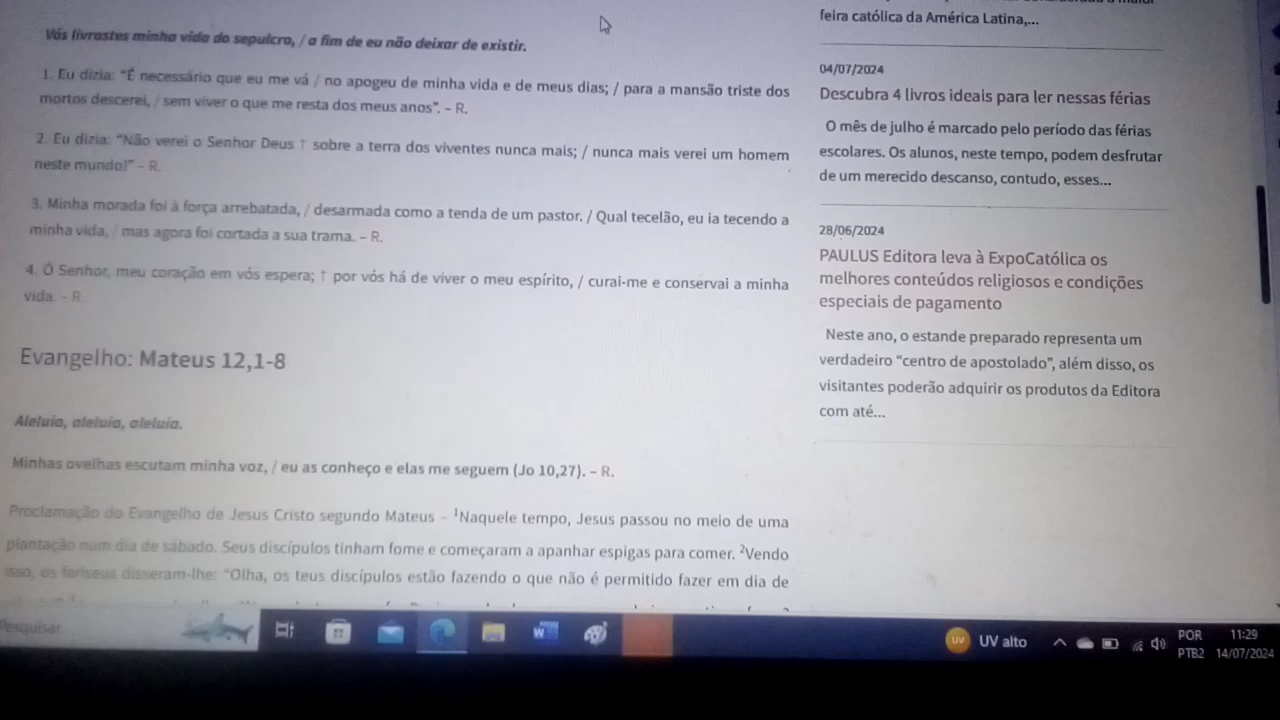 Vós livrastes minha vida do sepulcro, / a fim de eu não deixar de existir.
1. Eu dizia: “É necessário que eu me vá / no apogeu de minha vida e de meus dias; / para a mansão triste dos
mortos descerei, / sem viver o que me resta dos meus anos”. – R.
2. Eu dizia: “Não verei o Senhor Deus † sobre a terra dos viventes nunca mais; / nunca mais verei um homem
neste mundo!” – R.
3. Minha morada foi à força arrebatada, / desarmada como a tenda de um pastor. / Qual tecelão, eu ia tecendo a
minha vida, / mas agora foi cortada a sua trama. – R.
4. Ó Senhor, meu coração em vós espera; † por vós há de viver o meu espírito, / curai-me e conservai a minha
vida. – R.
Evangelho: Mateus 12,1-8
Aleluia, aleluia, aleluia.
Minhas ovelhas escutam minha voz, / eu as conheço e elas me seguem (Jo 10,27). – R.
Proclamação do Evangelho de Jesus Cristo segundo Mateus – ¹Naquele tempo, Jesus passou no meio de uma
plantação num dia de sábado. Seus discípulos tinham fome e começaram a apanhar espigas para comer. ²Vendo
isso, os fariseus disseram-lhe: “Olha, os teus discípulos estão fazendo o que não é permitido fazer em dia de
feira católica da América Latina,...
04/07/2024
Descubra 4 livros ideais para ler nessas férias
O mês de julho é marcado pelo período das férias
escolares. Os alunos, neste tempo, podem desfrutar
de um merecido descanso, contudo, esses...
28/06/2024
PAULUS Editora leva à ExpoCatólica os
melhores conteúdos religiosos e condições
especiais de pagamento
Neste ano, o estande preparado representa um
verdadeiro “centro de apostolado”, além disso, os
visitantes poderão adquirir os produtos da Editora
com até...
Pesquisar
UV
UV alto
POR
PTB2
11:29
14/07/2024